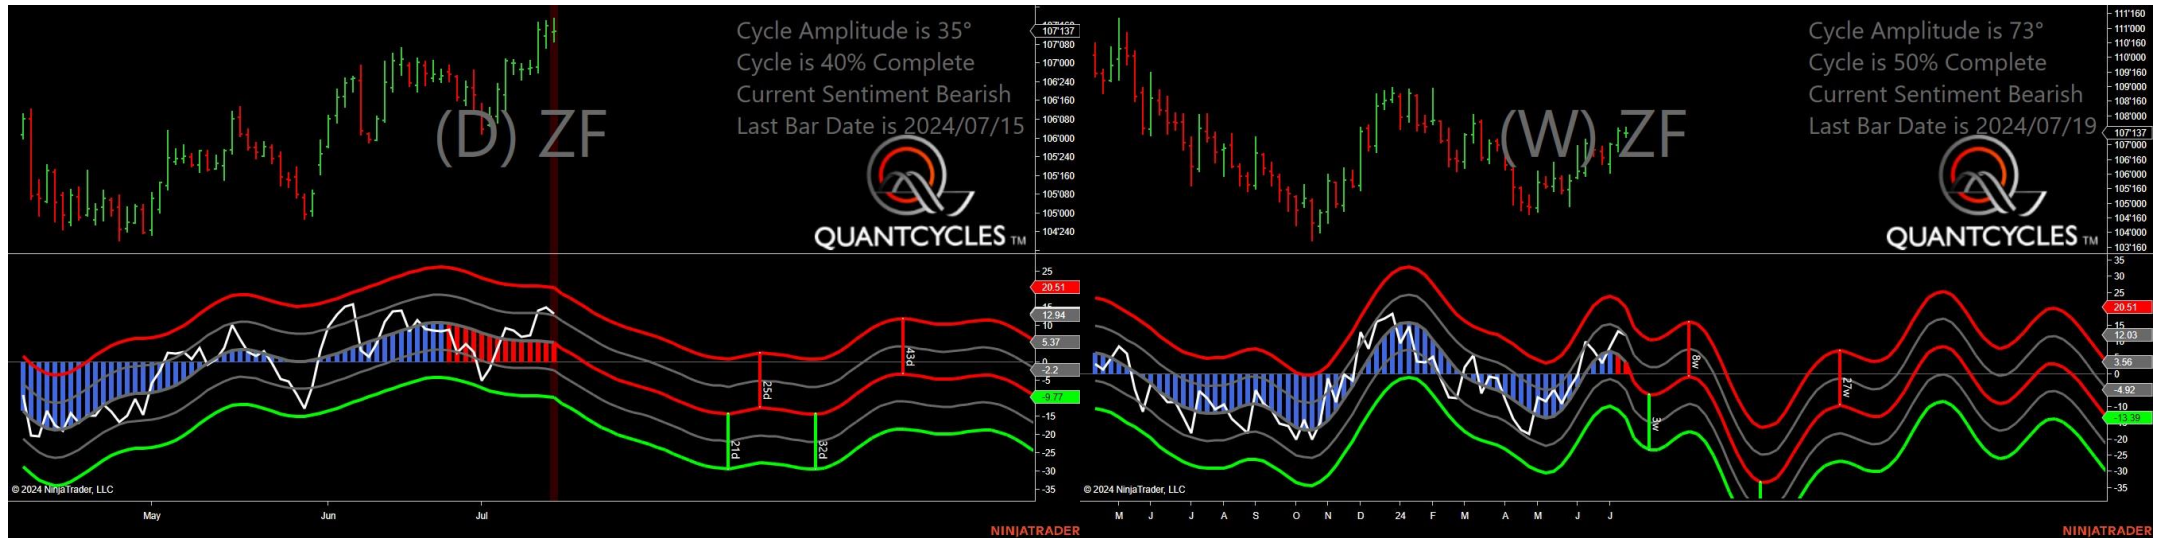 Cycle Amplitude is 35°
Cycle is 40% Complete
Current Sentiment Bearish
Last Bar Date is 2024/07/15
(D) ZF
QUANTCYCLES TM
107'137
107'080
107'000
106'240
106'160
106'080
106'000
105'240
105'160
105'080
105'000
104'240
25
20.51
12.94
10
5.37
0
-2.2
-5
-9.77
-15
-20
-25
-30
-35
21d
25d
32d
43d
© 2024 NinjaTrader, LLC
May Jun Jul
NINJATRADER
Cycle Amplitude is 73°
Cycle is 50% Complete
Current Sentiment Bearish
Last Bar Date is 2024/07/19
(W) ZF
QUANTCYCLES TM
111'160
111'000
110'160
110'000
109'160
109'000
108'160
108'000
107'137
107'000
106'160
106'000
105'160
105'000
104'160
104'000
103'160
35
30
25
20.51
15
12.03
3.56
0
-4.92
-10
-13.39
-20
-25
-30
-35
3w
8w
27w
© 2024 NinjaTrader, LLC
M J J A S O N D 24 F M A M J J
NINJATRADER